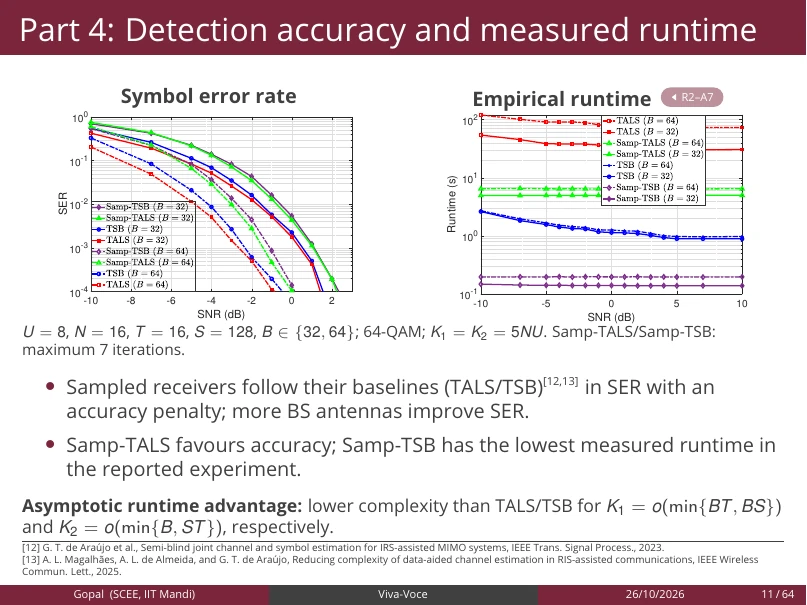 Part 4: Detection accuracy and measured runtime
Symbol error rate
Empirical runtime
R2–A7
10^0
10^-1
10^-2
10^-3
10^-4
SER
Samp-TSB (B = 32)
Samp-TALS (B = 32)
TSB (B = 32)
TALS (B = 32)
Samp-TSB (B = 64)
Samp-TALS (B = 64)
TSB (B = 64)
TALS (B = 64)
-10 -8 -6 -4 -2 0 2
SNR (dB)
10^2
10^1
10^0
10^-1
Runtime (s)
TALS (B = 64)
TALS (B = 32)
Samp-TALS (B = 64)
Samp-TALS (B = 32)
TSB (B = 64)
TSB (B = 32)
Samp-TSB (B = 64)
Samp-TSB (B = 32)
-10 -5 0 5 10
SNR (dB)
U = 8, N = 16, T = 16, S = 128, B ∈ {32, 64}; 64-QAM; K₁ = K₂ = 5NU. Samp-TALS/Samp-TSB:
maximum 7 iterations.
• Sampled receivers follow their baselines (TALS/TSB)^[12,13] in SER with an
accuracy penalty; more BS antennas improve SER.
• Samp-TALS favours accuracy; Samp-TSB has the lowest measured runtime in
the reported experiment.
Asymptotic runtime advantage: lower complexity than TALS/TSB for K₁ = o(min{BT, BS})
and K₂ = o(min{B, ST}), respectively.
[12] G. T. de Araújo et al., Semi-blind joint channel and symbol estimation for IRS-assisted MIMO systems, IEEE Trans. Signal Process., 2023.
[13] A. L. Magalhães, A. L. de Almeida, and G. T. de Araújo, Reducing complexity of data-aided channel estimation in RIS-assisted communications, IEEE Wireless
Commun. Lett., 2025.
Gopal (SCEE, IIT Mandi) Viva-Voce 26/10/2026 11 / 64